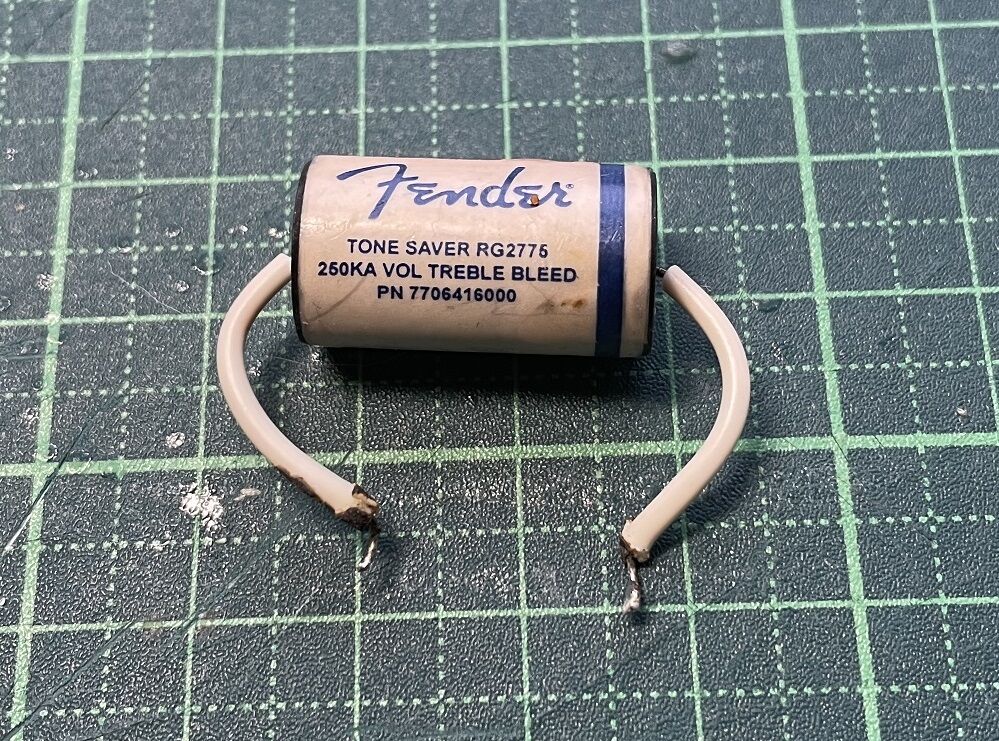 Fender®
TONE SAVER RG2775
250KA VOL TREBLE BLEED
PN 7706416000